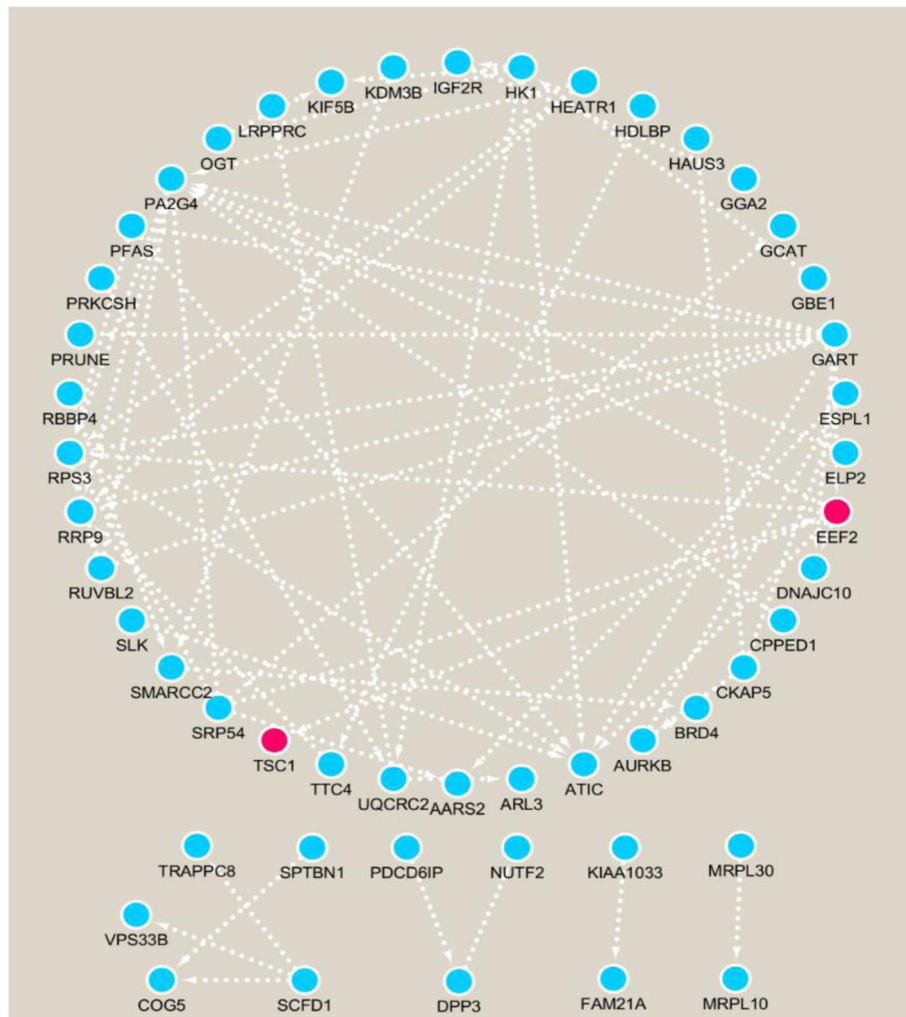 IGF2R
HK1
KDM3B
KIF5B
HEATR1
LRPPRC
HDLBP
OGT
HAUS3
PA2G4
GGA2
PFAS
GCAT
PRKCSH
GBE1
PRUNE
GART
RBBP4
ESPL1
RPS3
ELP2
RRP9
EEF2
RUVBL2
DNAJC10
SLK
CPPED1
SMARCC2
CKAP5
SRP54
BRD4
TSC1
AURKB
TTC4
ATIC
UQCRC2
AARS2
ARL3
TRAPPC8
SPTBN1
PDCD6IP
NUTF2
KIAA1033
MRPL30
VPS33B
COG5
SCFD1
DPP3
FAM21A
MRPL10